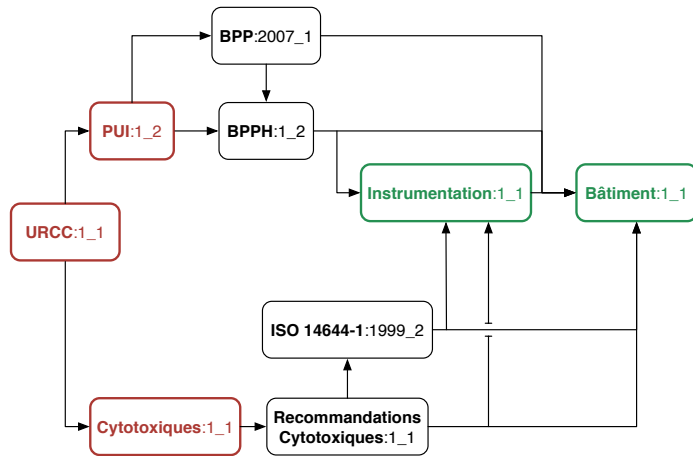 BPP:2007_1
PUI:1_2
BPPH:1_2
Instrumentation:1_1
Bâtiment:1_1
URCC:1_1
ISO 14644-1:1999_2
Cytotoxiques:1_1
Recommandations
Cytotoxiques:1_1